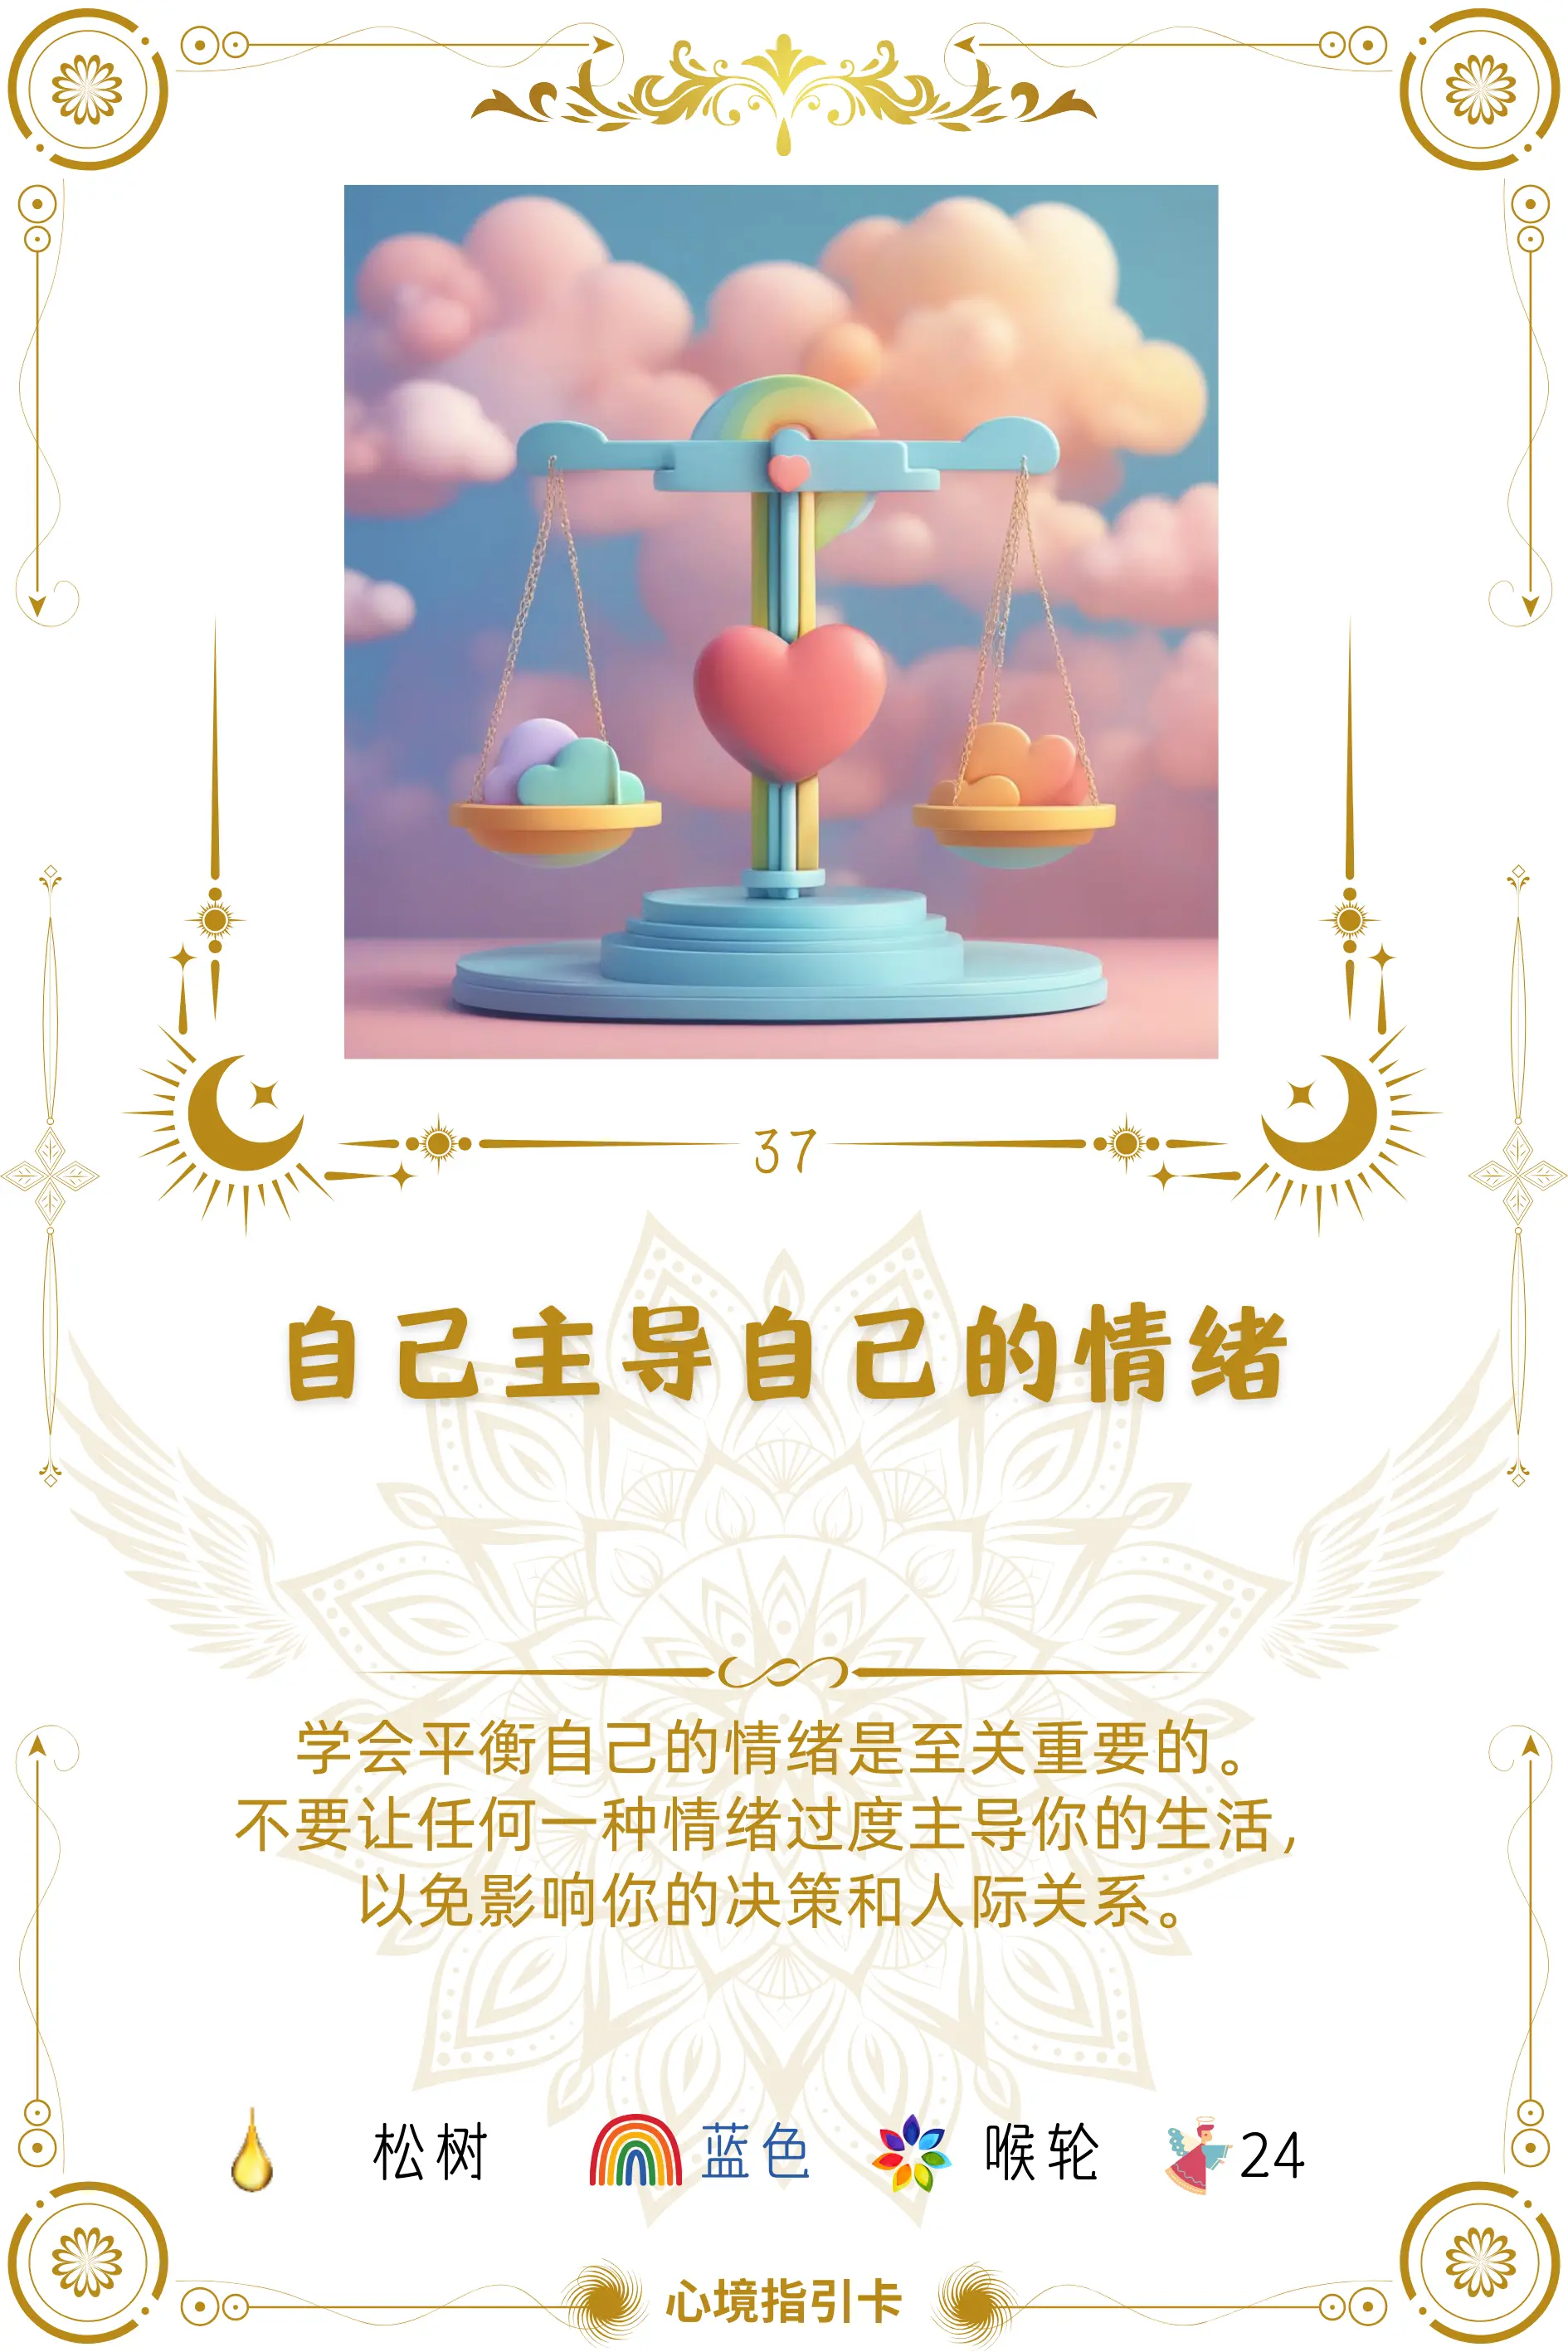 37
自己主导自己的情绪
学会平衡自己的情绪是至关重要的。
不要让任何一种情绪过度主导你的生活，
以免影响你的决策和人际关系。
松树 蓝色 喉轮 24
心境指引卡